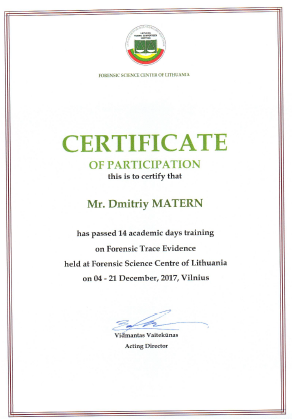 FORENSIC SCIENCE CENTER OF LITHUANIA
CERTIFICATE
OF PARTICIPATION
this is to certify that
Mr. Dmitriy MATERN
has passed 14 academic days training
on Forensic Trace Evidence
held at Forensic Science Centre of Lithuania
on 04 - 21 December, 2017, Vilnius
Vidmantas Vaitekūnas
Acting Director